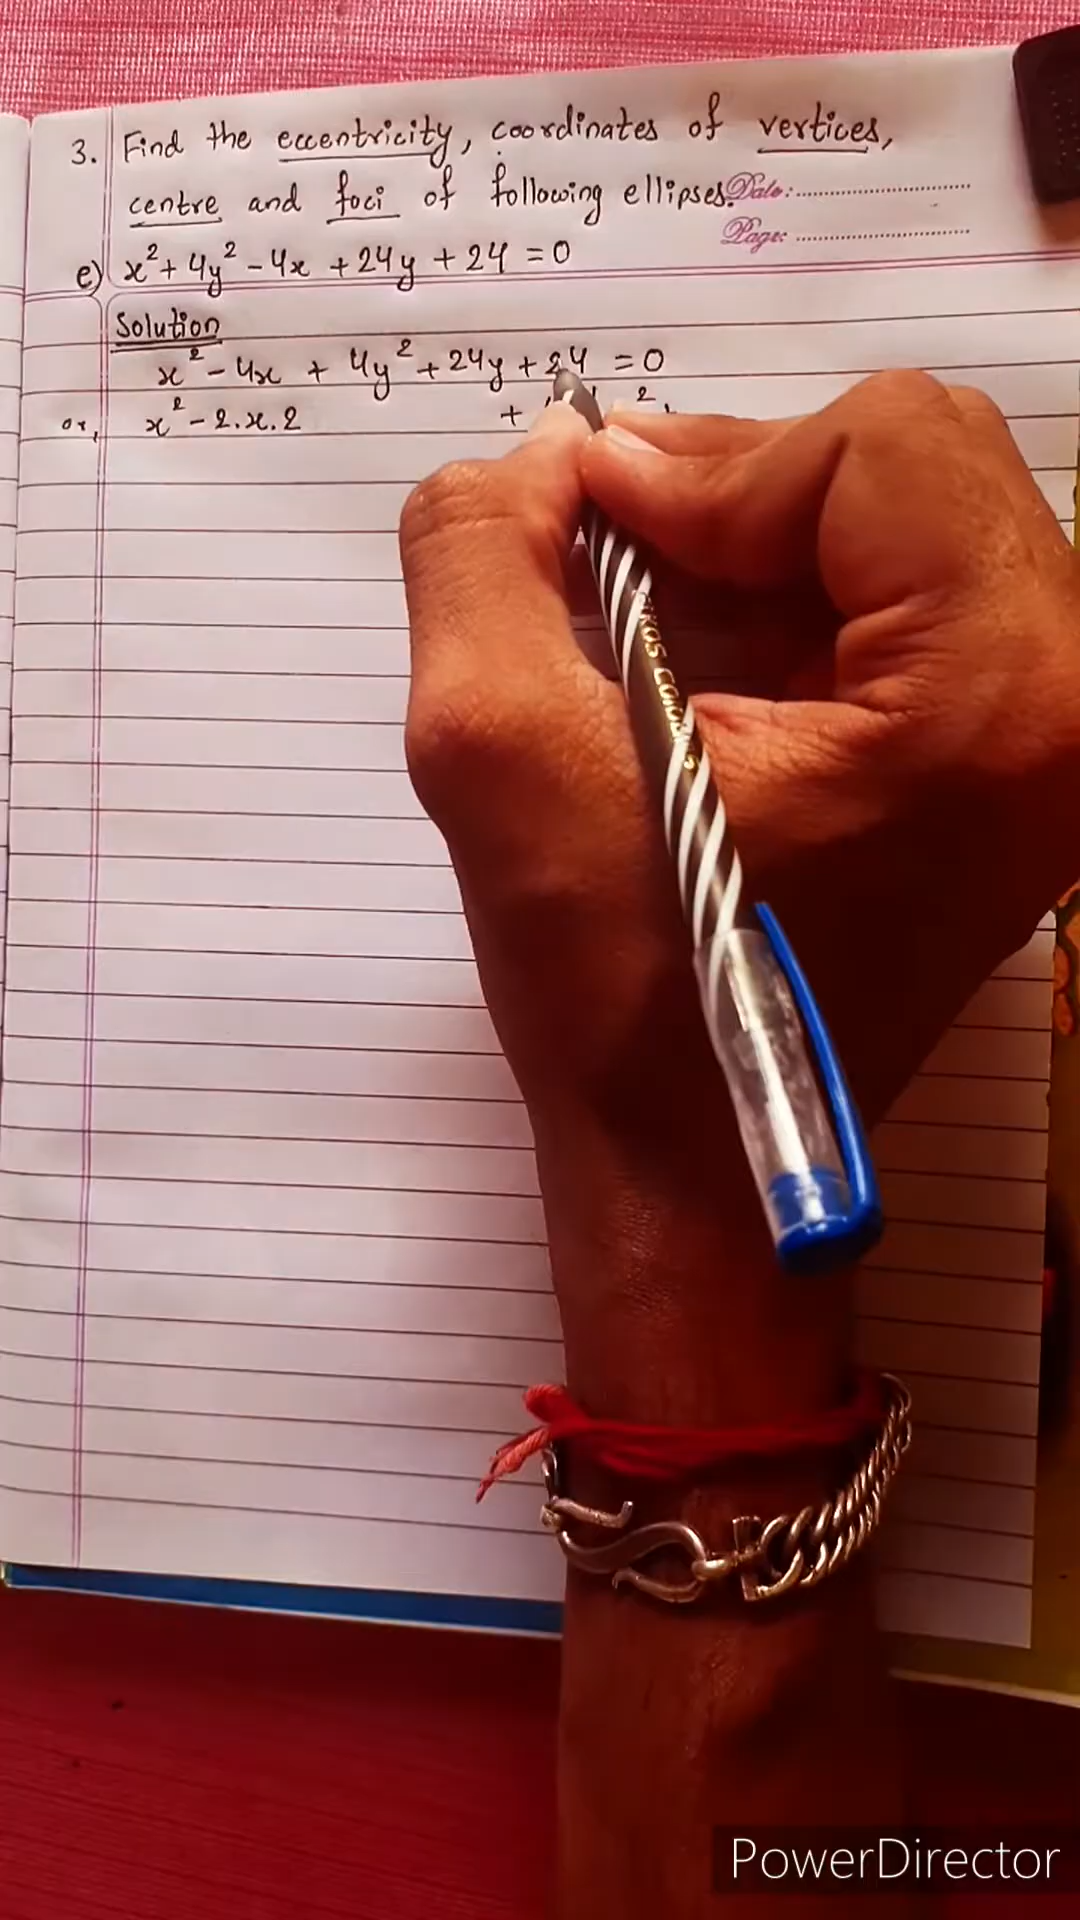 3. Find the eccentricity, coordinates of vertices,
centre and foci of following ellipses.
Date:
Page:
e) x² + 4y² - 4x + 24y + 24 = 0
Solution
x² - 4x + 4y² + 24y + 24 = 0
or, x² - 2.x.2 +
PowerDirector